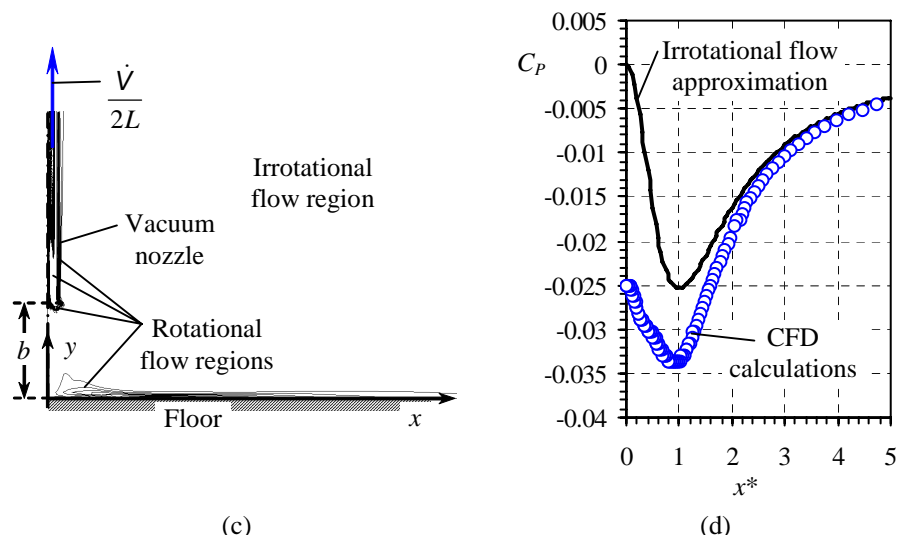 V̇
2L
Irrotational
flow region
Vacuum
nozzle
Rotational
flow regions
b
y
Floor
x
(c)
C_P
0.005
0
-0.005
-0.01
-0.015
-0.02
-0.025
-0.03
-0.035
-0.04
Irrotational flow
approximation
CFD
calculations
0 1 2 3 4 5
x*
(d)